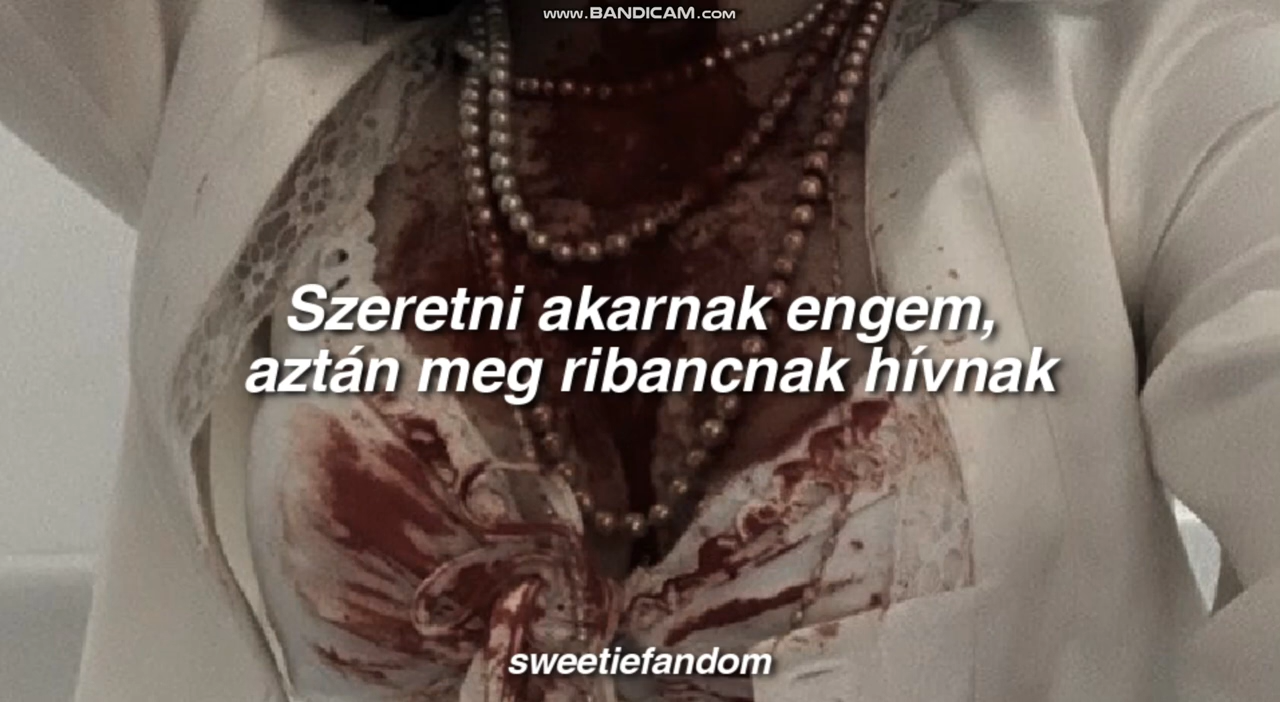 www.BANDICAM.com
Szeretni akarnak engem,
aztán meg ribancnak hívnak
sweetiefandom